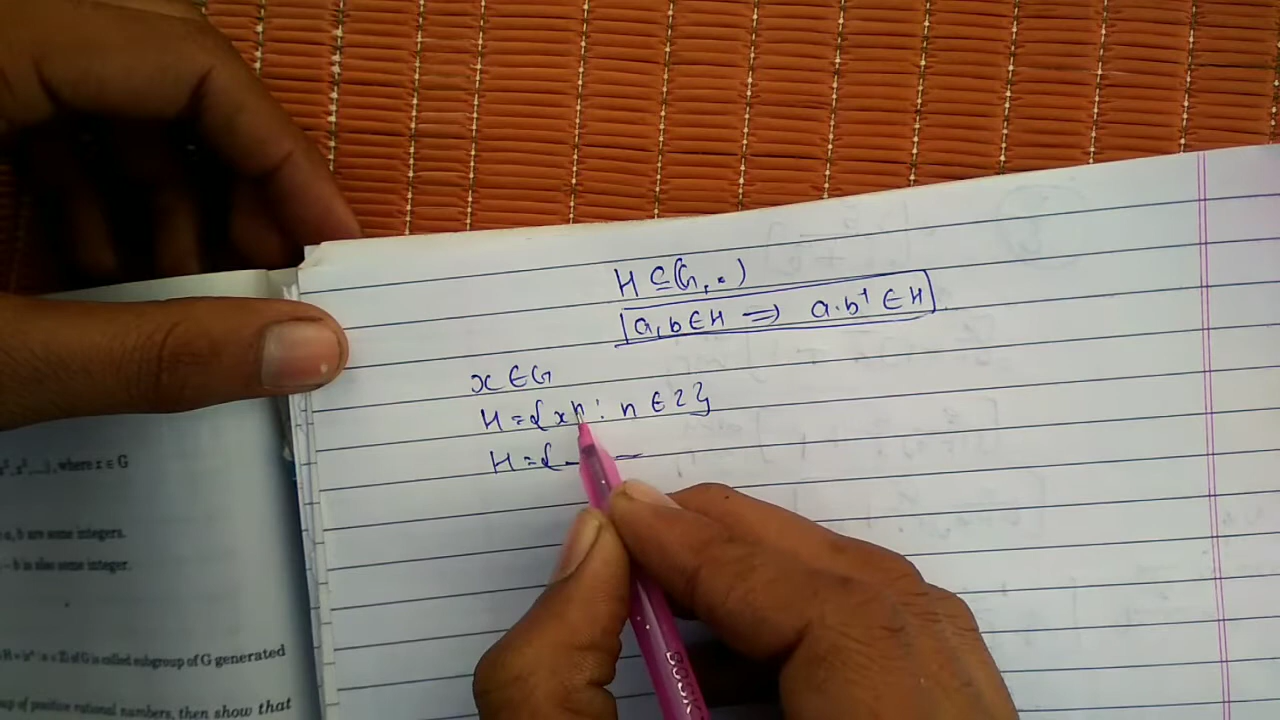 H ⊆ (G, .)
a, b ∈ H ⟹ a.b⁻¹ ∈ H
x ∈ G
H = { xⁿ : n ∈ Z }
H = { - -
where x ∈ G
a, b are some integers.
- b is also some integer.
of G is called subgroup of G generated
of positive rational numbers, then show that